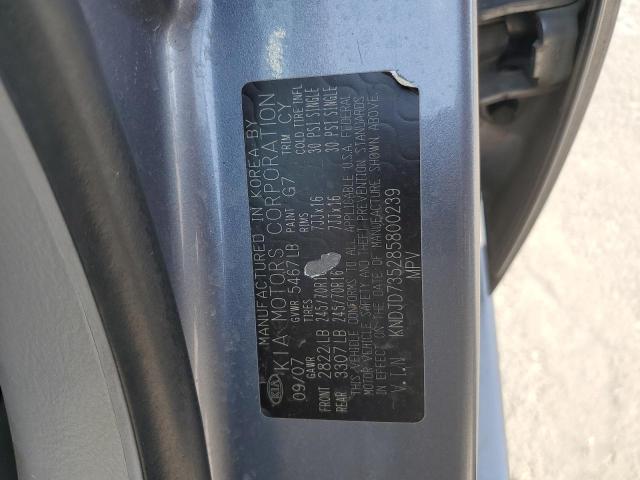 KIA
MANUFACTURED IN KOREA BY
KIA MOTORS CORPORATION
09/07 GVWR 5467LB PAINT G7 TRIM CY
GAWR TIRES RIMS COLD TIRE INFL
FRONT 2822LB 245/70R16 7JJx16 30 PSI SINGLE
REAR 3307LB 245/70R16 7JJx16 30 PSI SINGLE
THIS VEHICLE CONFORMS TO ALL APPLICABLE U.S.A. FEDERAL
MOTOR VEHICLE SAFETY AND THEFT PREVENTION STANDARDS
IN EFFECT ON THE DATE OF MANUFACTURE SHOWN ABOVE.
V.I.N KNDJD735285800239
MPV